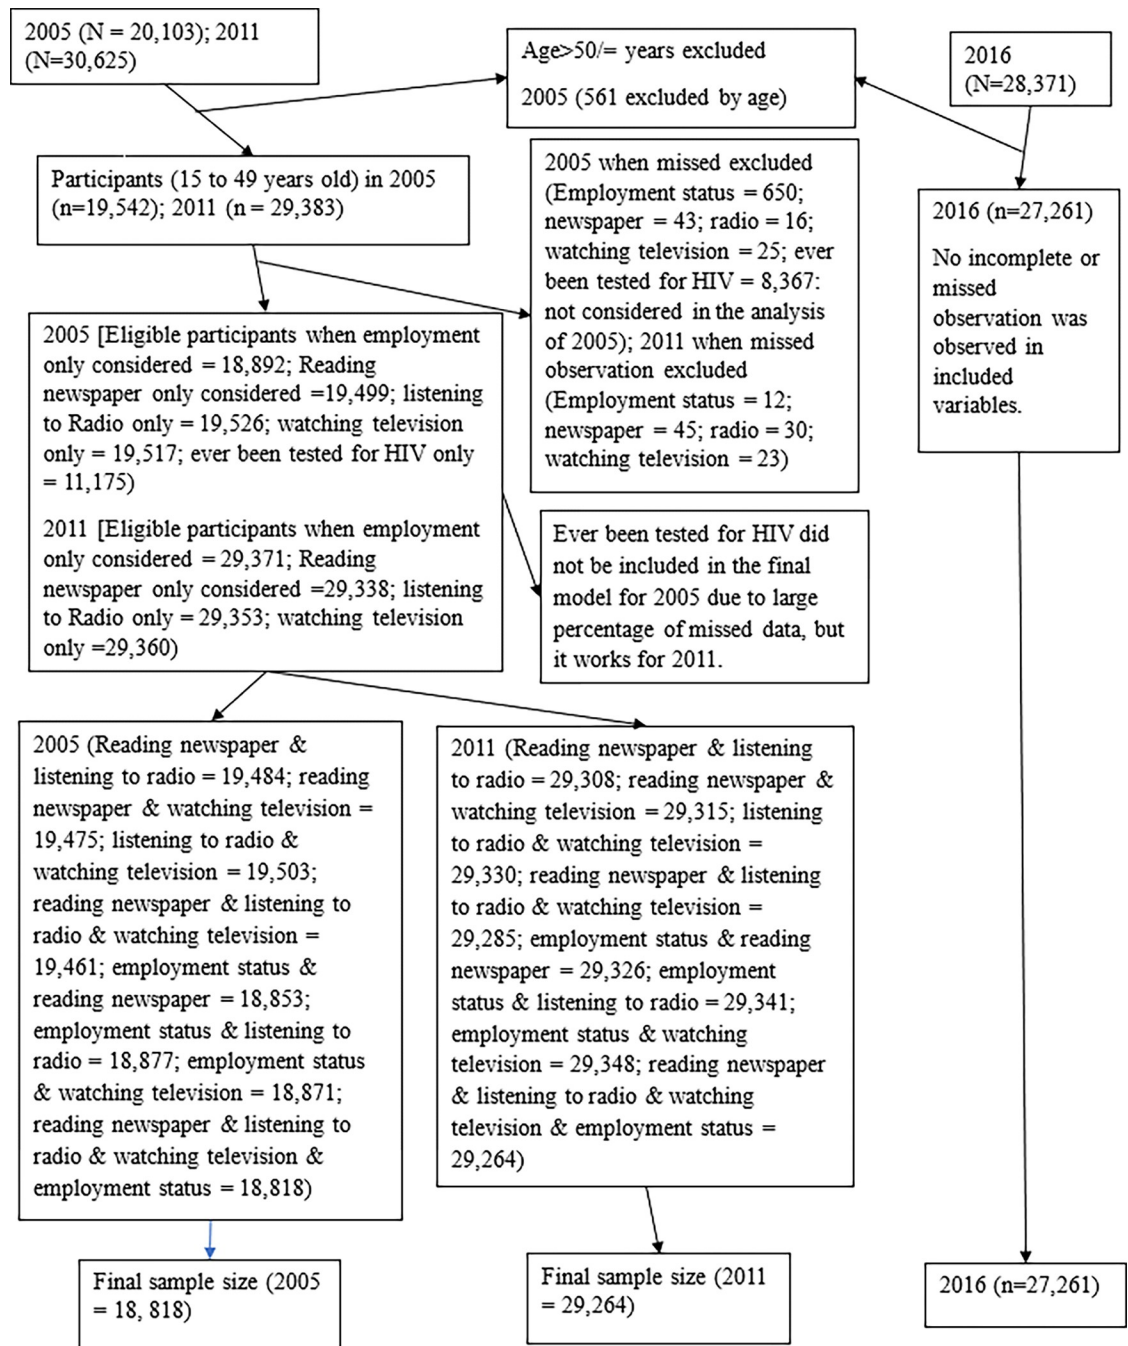 2005 (N = 20,103); 2011
(N=30,625)
Age>50/= years excluded
2005 (561 excluded by age)
2016
(N=28,371)
Participants (15 to 49 years old) in 2005
(n=19,542); 2011 (n = 29,383)
2005 when missed excluded
(Employment status = 650;
newspaper = 43; radio = 16;
watching television = 25; ever
been tested for HIV = 8,367:
not considered in the analysis
of 2005); 2011 when missed
observation excluded
(Employment status = 12;
newspaper = 45; radio = 30;
watching television = 23)
2016 (n=27,261)
No incomplete or
missed
observation was
observed in
included
variables.
2005 [Eligible participants when employment
only considered = 18,892; Reading
newspaper only considered =19,499; listening
to Radio only = 19,526; watching television
only = 19,517; ever been tested for HIV only
= 11,175)
2011 [Eligible participants when employment
only considered = 29,371; Reading
newspaper only considered =29,338; listening
to Radio only = 29,353; watching television
only =29,360)
Ever been tested for HIV did
not be included in the final
model for 2005 due to large
percentage of missed data, but
it works for 2011.
2005 (Reading newspaper &
listening to radio = 19,484; reading
newspaper & watching television =
19,475; listening to radio &
watching television = 19,503;
reading newspaper & listening to
radio & watching television =
19,461; employment status &
reading newspaper = 18,853;
employment status & listening to
radio = 18,877; employment status
& watching television = 18,871;
reading newspaper & listening to
radio & watching television &
employment status = 18,818)
2011 (Reading newspaper & listening
to radio = 29,308; reading newspaper &
watching television = 29,315; listening
to radio & watching television =
29,330; reading newspaper & listening
to radio & watching television =
29,285; employment status & reading
newspaper = 29,326; employment
status & listening to radio = 29,341;
employment status & watching
television = 29,348; reading newspaper
& listening to radio & watching
television & employment status =
29,264)
Final sample size (2005
= 18, 818)
Final sample size (2011
= 29,264)
2016 (n=27,261)